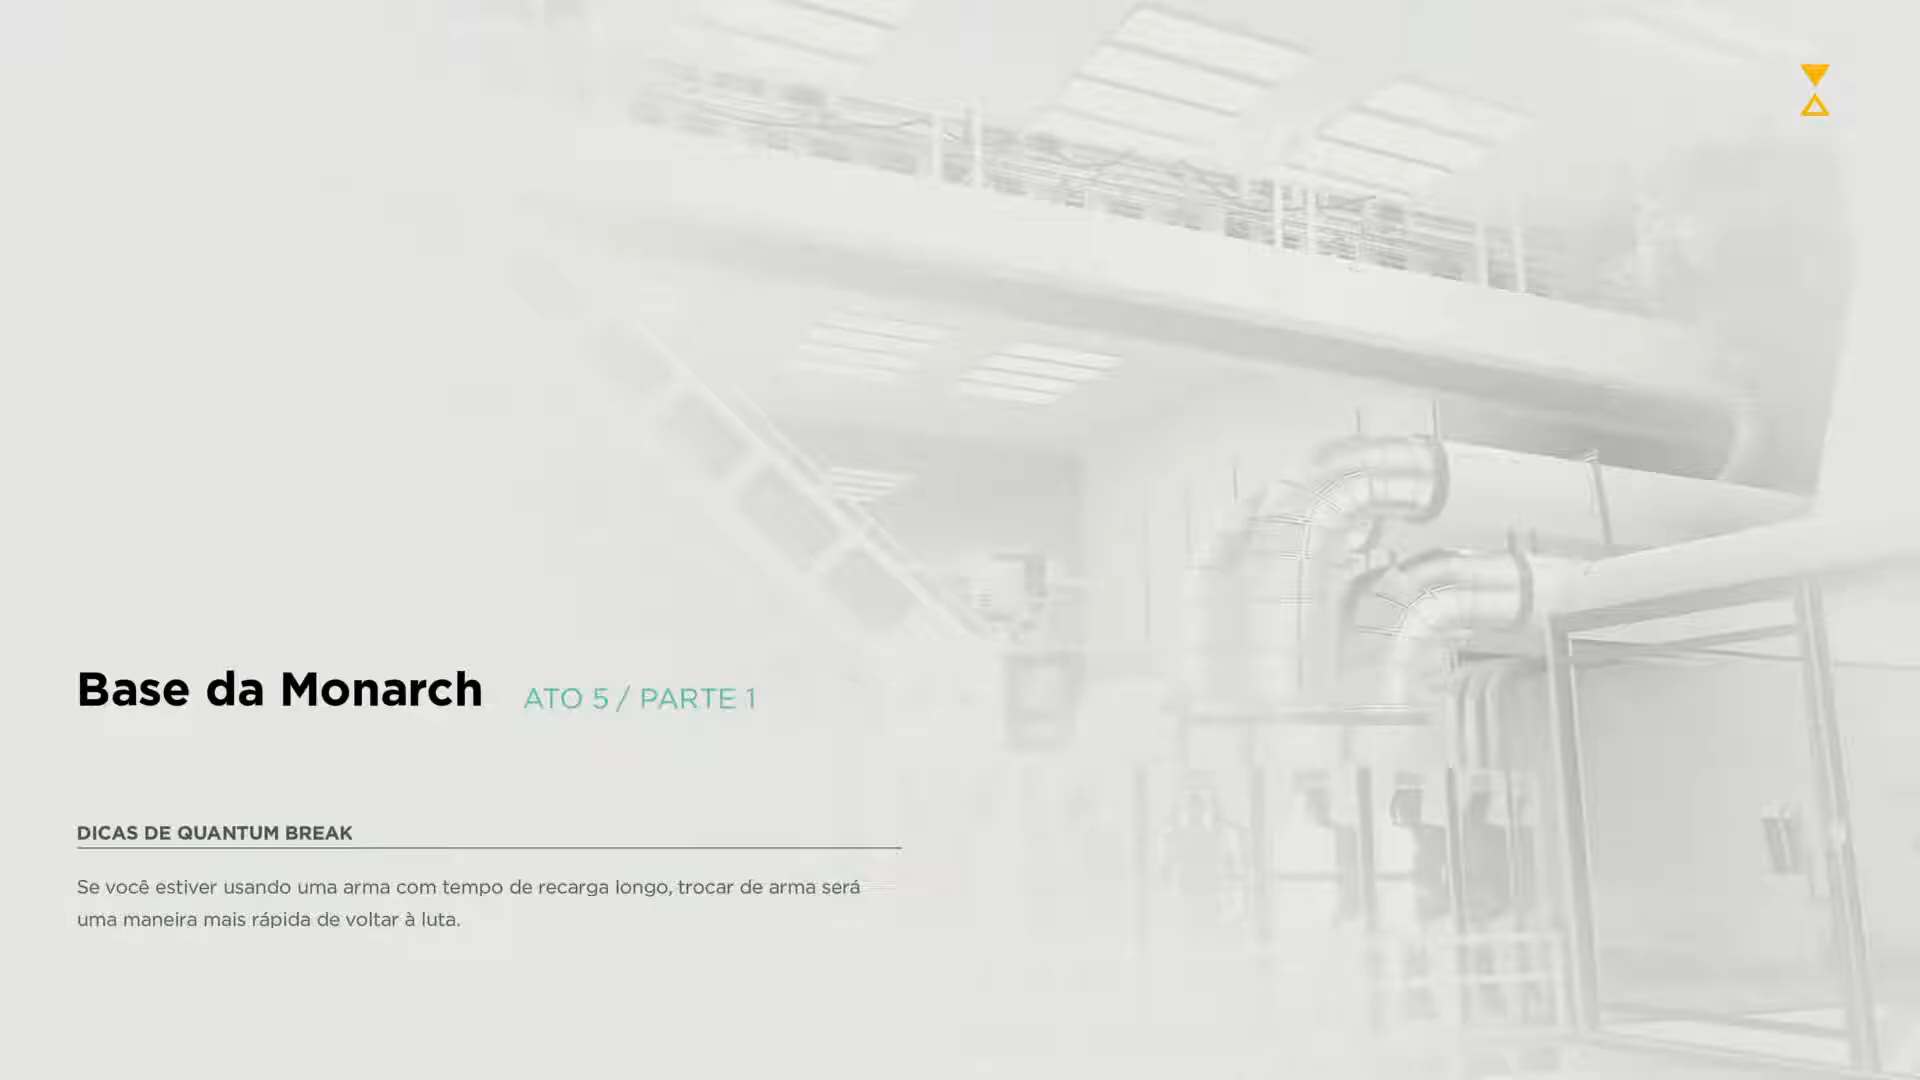 Base da Monarch ATO 5 / PARTE 1
DICAS DE QUANTUM BREAK
Se você estiver usando uma arma com tempo de recarga longo, trocar de arma será
uma maneira mais rápida de voltar à luta.